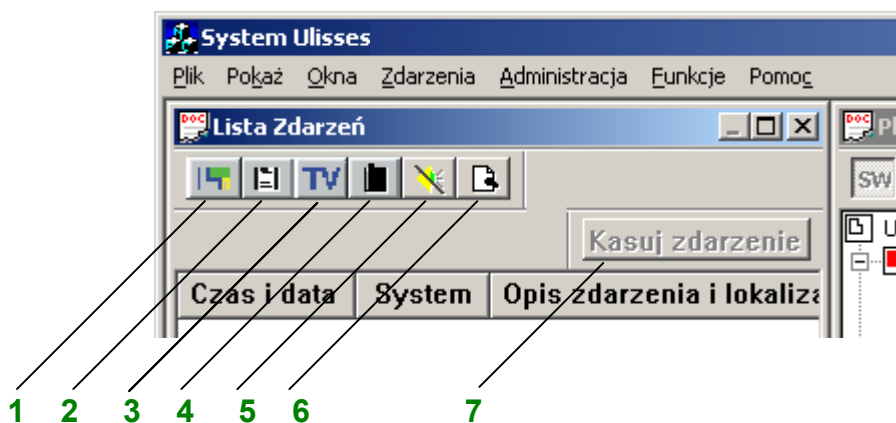 System Ulisses
Plik Pokaż Okna Zdarzenia Administracja Funkcje Pomoc
Lista Zdarzeń
TV
SW
Kasuj zdarzenie
Czas i data System Opis zdarzenia i lokaliza
1 2 3 4 5 6 7